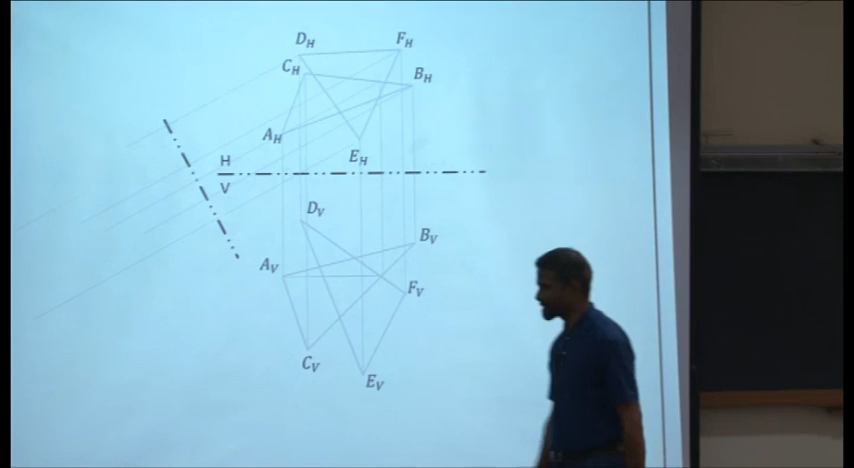 D_H F_H
C_H B_H
A_H
E_H
H
V
D_V
B_V
A_V
F_V
C_V
E_V